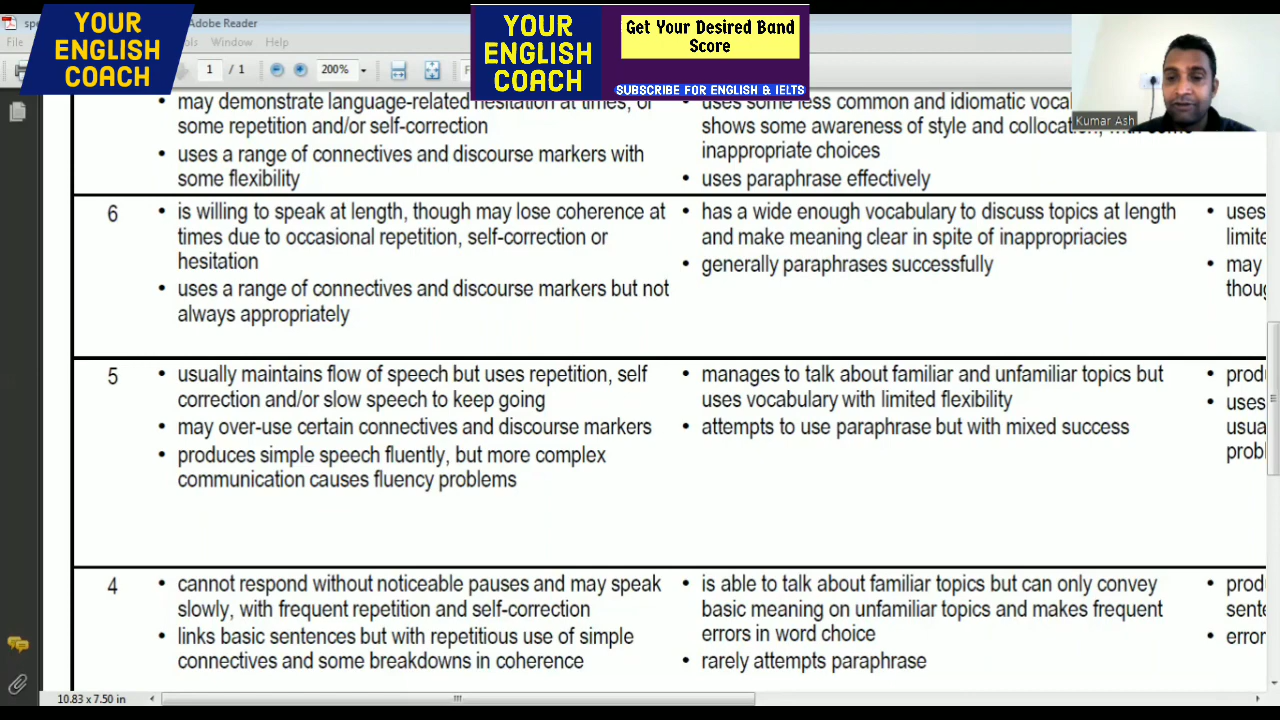 YOUR
ENGLISH
COACH
Adobe Reader
File
Window Help
1 / 1
200%
YOUR
ENGLISH
COACH
Get Your Desired Band
Score
SUBSCRIBE FOR ENGLISH & IELTS
Kumar Ash
may demonstrate language-related hesitation at times, or
some repetition and/or self-correction
• uses a range of connectives and discourse markers with
some flexibility
uses some less common and idiomatic
shows some awareness of style and collocation, with some
inappropriate choices
• uses paraphrase effectively
6
• is willing to speak at length, though may lose coherence at
times due to occasional repetition, self-correction or
hesitation
• uses a range of connectives and discourse markers but not
always appropriately
• has a wide enough vocabulary to discuss topics at length
and make meaning clear in spite of inappropriacies
• generally paraphrases successfully
• uses
limite
• may
thoug
5
• usually maintains flow of speech but uses repetition, self
correction and/or slow speech to keep going
• may over-use certain connectives and discourse markers
• produces simple speech fluently, but more complex
communication causes fluency problems
• manages to talk about familiar and unfamiliar topics but
uses vocabulary with limited flexibility
• attempts to use paraphrase but with mixed success
• prod
• uses
usua
probl
4
• cannot respond without noticeable pauses and may speak
slowly, with frequent repetition and self-correction
• links basic sentences but with repetitious use of simple
connectives and some breakdowns in coherence
• is able to talk about familiar topics but can only convey
basic meaning on unfamiliar topics and makes frequent
errors in word choice
• rarely attempts paraphrase
• prod
sente
• error
10.83 x 7.50 in